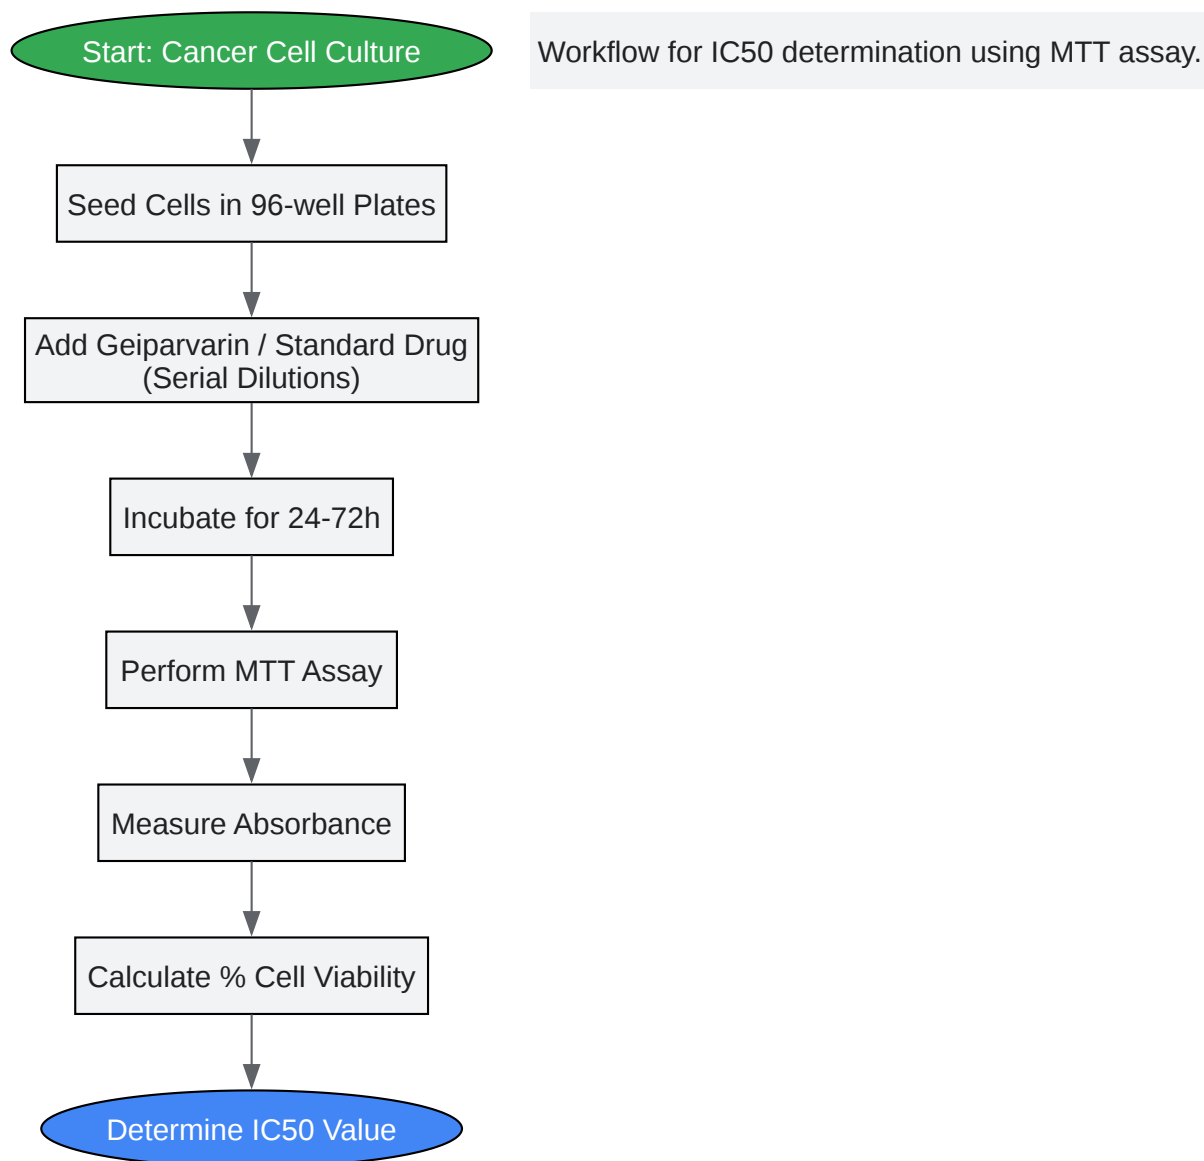 Start: Cancer Cell Culture
Workflow for IC50 determination using MTT assay.
Seed Cells in 96-well Plates
Add Geiparvarin / Standard Drug
(Serial Dilutions)
Incubate for 24-72h
Perform MTT Assay
Measure Absorbance
Calculate % Cell Viability
Determine IC50 Value